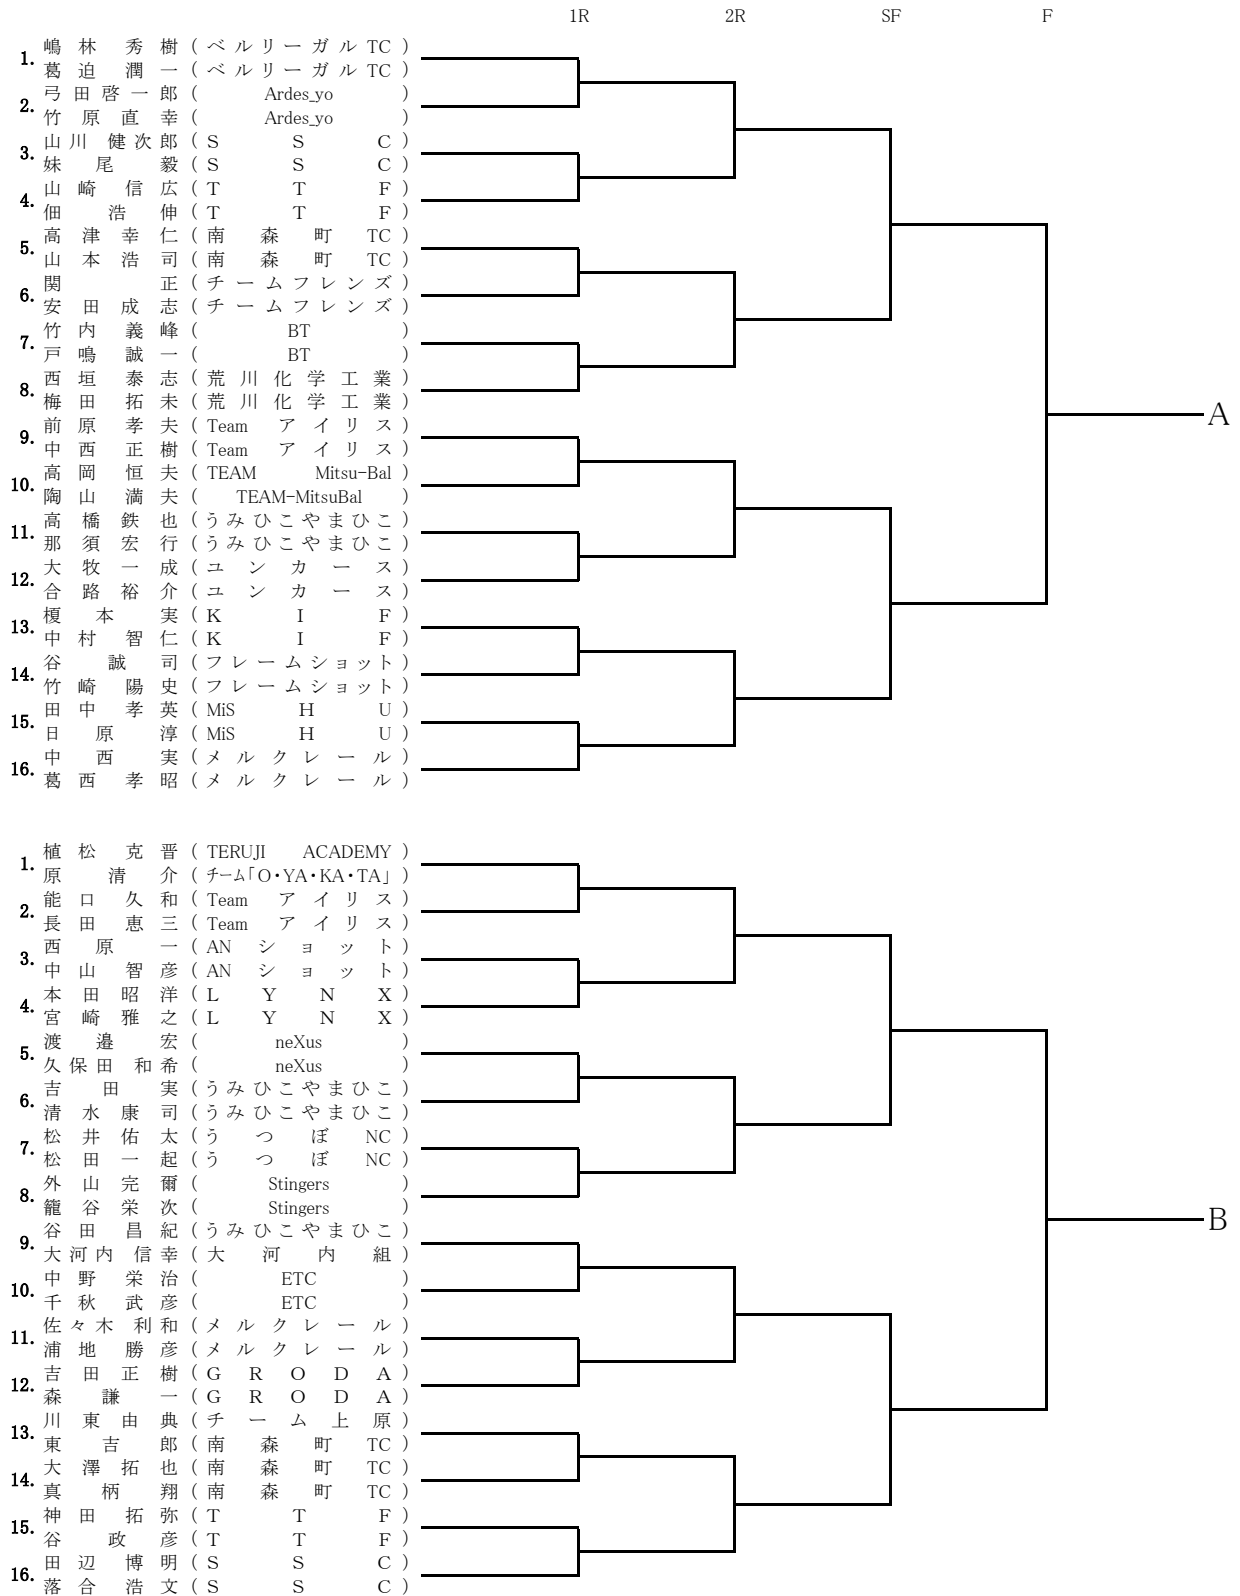 1R 2R SF F
1. 嶋林 秀樹 (ベルリーガルTC)
葛迫 潤一 (ベルリーガルTC)
2. 弓田啓一郎 (Ardes_yo)
竹原直幸 (Ardes_yo)
3. 山川 健次郎 (SSC)
妹尾 毅 (SSC)
4. 山崎信広 (TTF)
佃 浩伸 (TTF)
5. 高津幸仁 (南森町TC)
山本浩司 (南森町TC)
6. 関 正 (チームフレンズ)
安田成志 (チームフレンズ)
7. 竹内 義峰 (BT)
戸鳴誠一 (BT)
8. 西垣 泰志 (荒川化学工業)
梅田拓未 (荒川化学工業)
A
9. 前原孝夫 (Team アイリス)
中西正樹 (Team アイリス)
10. 高岡恒夫 (TEAM Mitsu-Bal)
陶山満夫 (TEAM-MitsuBal)
11. 高橋鉄也 (うみひこやまひこ)
那須宏行 (うみひこやまひこ)
12. 大牧一成 (ユンカース)
合路裕介 (ユンカース)
13. 榎本 実 (KIF)
中村 智仁 (KIF)
14. 谷 誠司 (フレームショット)
竹崎陽史 (フレームショット)
15. 田中孝英 (MiS H U)
日原 淳 (MiS H U)
16. 中西 実 (メルクレール)
葛西孝昭 (メルクレール)
1. 植松 克晋 (TERUJI ACADEMY)
原 清介 (チーム「O・YA・KA・TA」)
2. 能口久和 (Team アイリス)
長田恵三 (Team アイリス)
3. 西原 一 (AN ショット)
中山 智彦 (AN ショット)
4. 本田昭洋 (LYNX)
宮崎雅之 (LYNX)
5. 渡邉 宏 (neXus)
久保田 和希 (neXus)
6. 吉田 実 (うみひこやまひこ)
清水康司 (うみひこやまひこ)
7. 松井佑太 (うつぼNC)
松田一起 (うつぼNC)
8. 外山完爾 (Stingers)
籠谷栄次 (Stingers)
B
9. 谷田 昌紀 (うみひこやまひこ)
大河内 信幸 (大河内組)
10. 中野 栄治 (ETC)
千秋 武彦 (ETC)
11. 佐々木 利和 (メルクレール)
浦地勝彦 (メルクレール)
12. 吉田正樹 (GRODA)
森 謙一 (GRODA)
13. 川東由典 (チーム上原)
東 吉郎 (南森町TC)
14. 大澤拓也 (南森町TC)
真柄 翔 (南森町TC)
15. 神田拓弥 (TTF)
谷 政彦 (TTF)
16. 田辺 博明 (SSC)
落合浩文 (SSC)